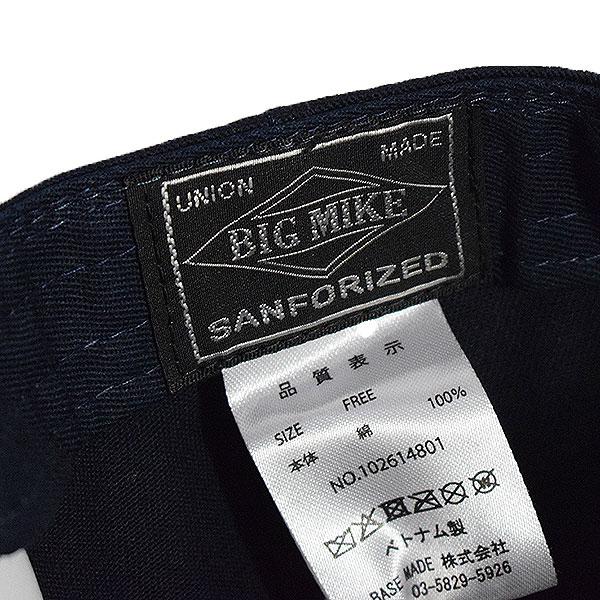 UNION MADE
BIG MIKE
SANFORIZED
品質表示
SIZE FREE
本体 綿 100%
NO.102614801
ベトナム製
BASE MADE 株式会社
03-5829-5926